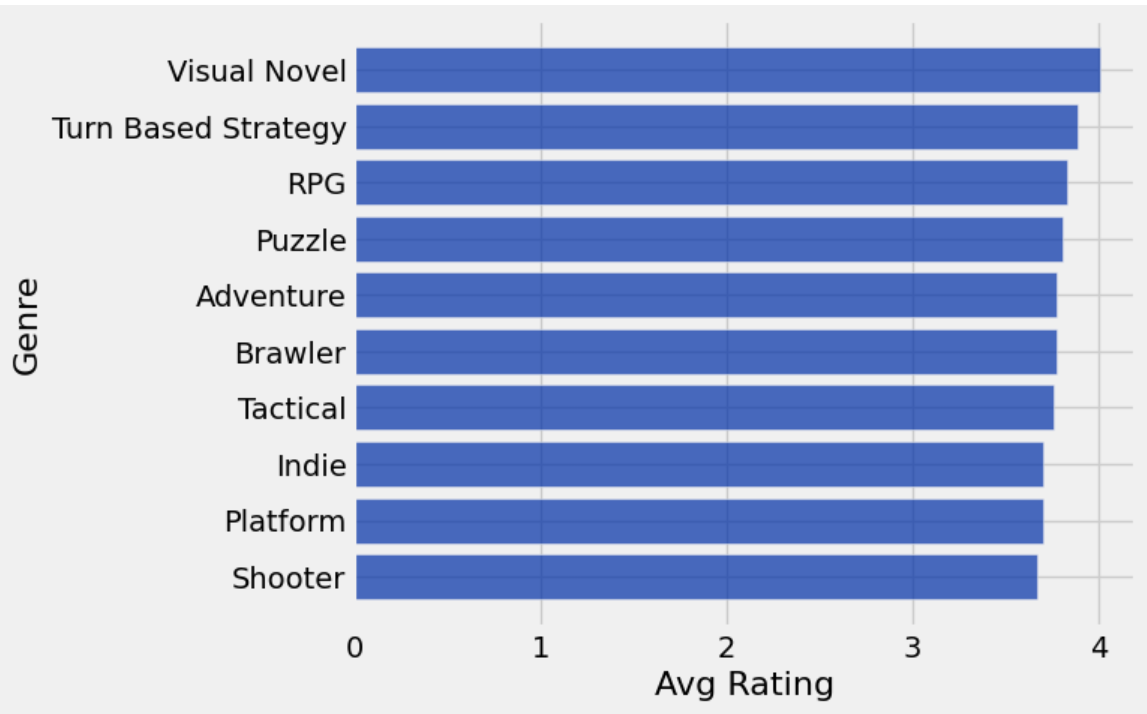 Visual Novel
Turn Based Strategy
RPG
Puzzle
Adventure
Brawler
Tactical
Indie
Platform
Shooter
Genre
0 1 2 3 4
Avg Rating